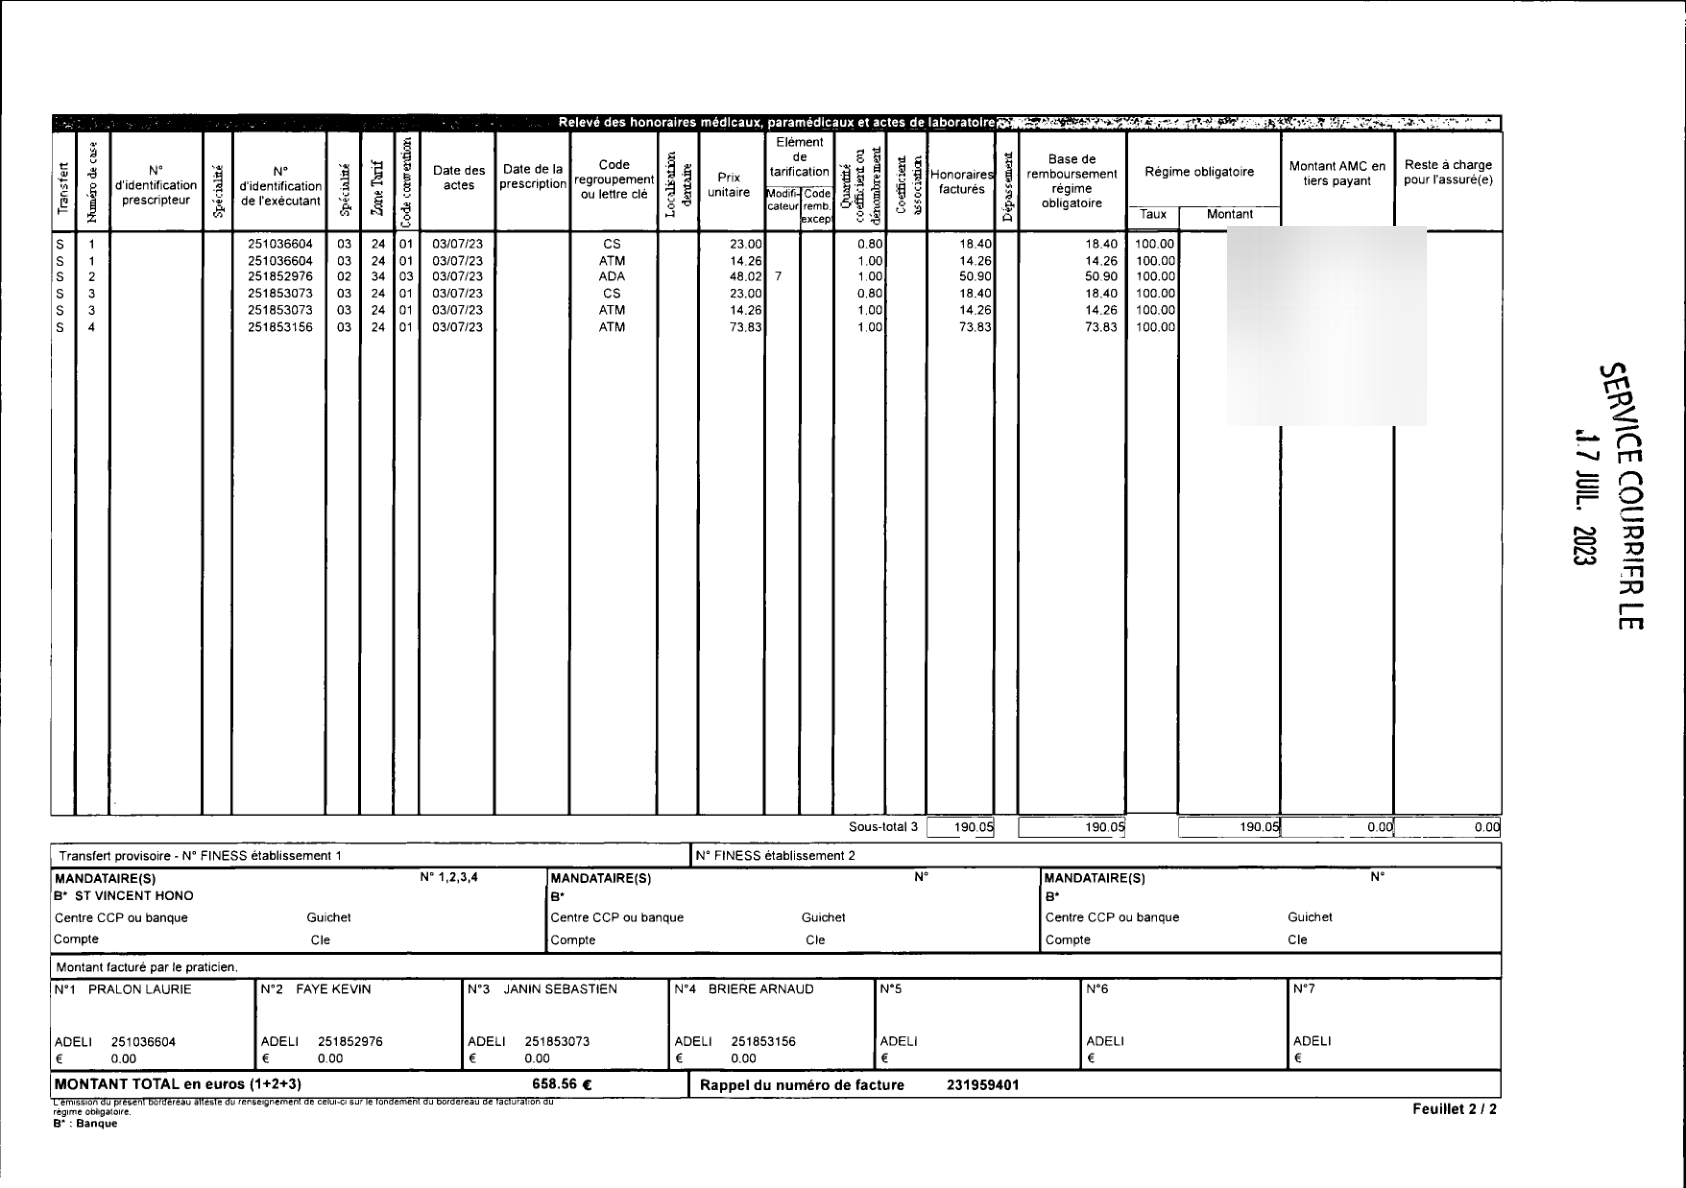 Relevé des honoraires médicaux, paramédicaux et actes de laboratoire
Transfert Numéro de case N° d'identification prescripteur Spécialité N° d'identification de l'exécutant Spécialité Zone Tarif Code convention Date des actes Date de la prescription Code regroupement ou lettre clé Localisation dentaire Prix unitaire Elément de tarification Modifi-cateur Code remb. except Quantité coefficient ou dénombrement Coefficient association Honoraires facturés Dépassement Base de remboursement régime obligatoire Régime obligatoire Taux Montant Montant AMC en tiers payant Reste à charge pour l'assuré(e)
S 1 251036604 03 24 01 03/07/23 CS 23.00 0.80 18.40 18.40 100.00
S 1 251036604 03 24 01 03/07/23 ATM 14.26 1.00 14.26 14.26 100.00
S 2 251852976 02 34 03 03/07/23 ADA 48.02 7 1.00 50.90 50.90 100.00
S 3 251853073 03 24 01 03/07/23 CS 23.00 0.80 18.40 18.40 100.00
S 3 251853073 03 24 01 03/07/23 ATM 14.26 1.00 14.26 14.26 100.00
S 4 251853156 03 24 01 03/07/23 ATM 73.83 1.00 73.83 73.83 100.00
Sous-total 3 190.05 190.05 190.05 0.00 0.00
Transfert provisoire - N° FINESS établissement 1 N° FINESS établissement 2
MANDATAIRE(S) N° 1,2,3,4 MANDATAIRE(S) N° MANDATAIRE(S) N°
B* ST VINCENT HONO B* B*
Centre CCP ou banque Guichet Centre CCP ou banque Guichet Centre CCP ou banque Guichet
Compte Cle Compte Cle Compte Cle
Montant facturé par le praticien.
N°1 PRALON LAURIE N°2 FAYE KEVIN N°3 JANIN SEBASTIEN N°4 BRIERE ARNAUD N°5 N°6 N°7
ADELI 251036604 ADELI 251852976 ADELI 251853073 ADELI 251853156 ADELI ADELI ADELI
€ 0.00 € 0.00 € 0.00 € 0.00 € € €
MONTANT TOTAL en euros (1+2+3) 658.56 € Rappel du numéro de facture 231959401
L'émission du présent bordereau atteste du renseignement de celui-ci sur le fondement du bordereau de facturation du
régime obligatoire.
B* : Banque
Feuillet 2 / 2
SERVICE COURRIER LE
17 JUIL. 2023